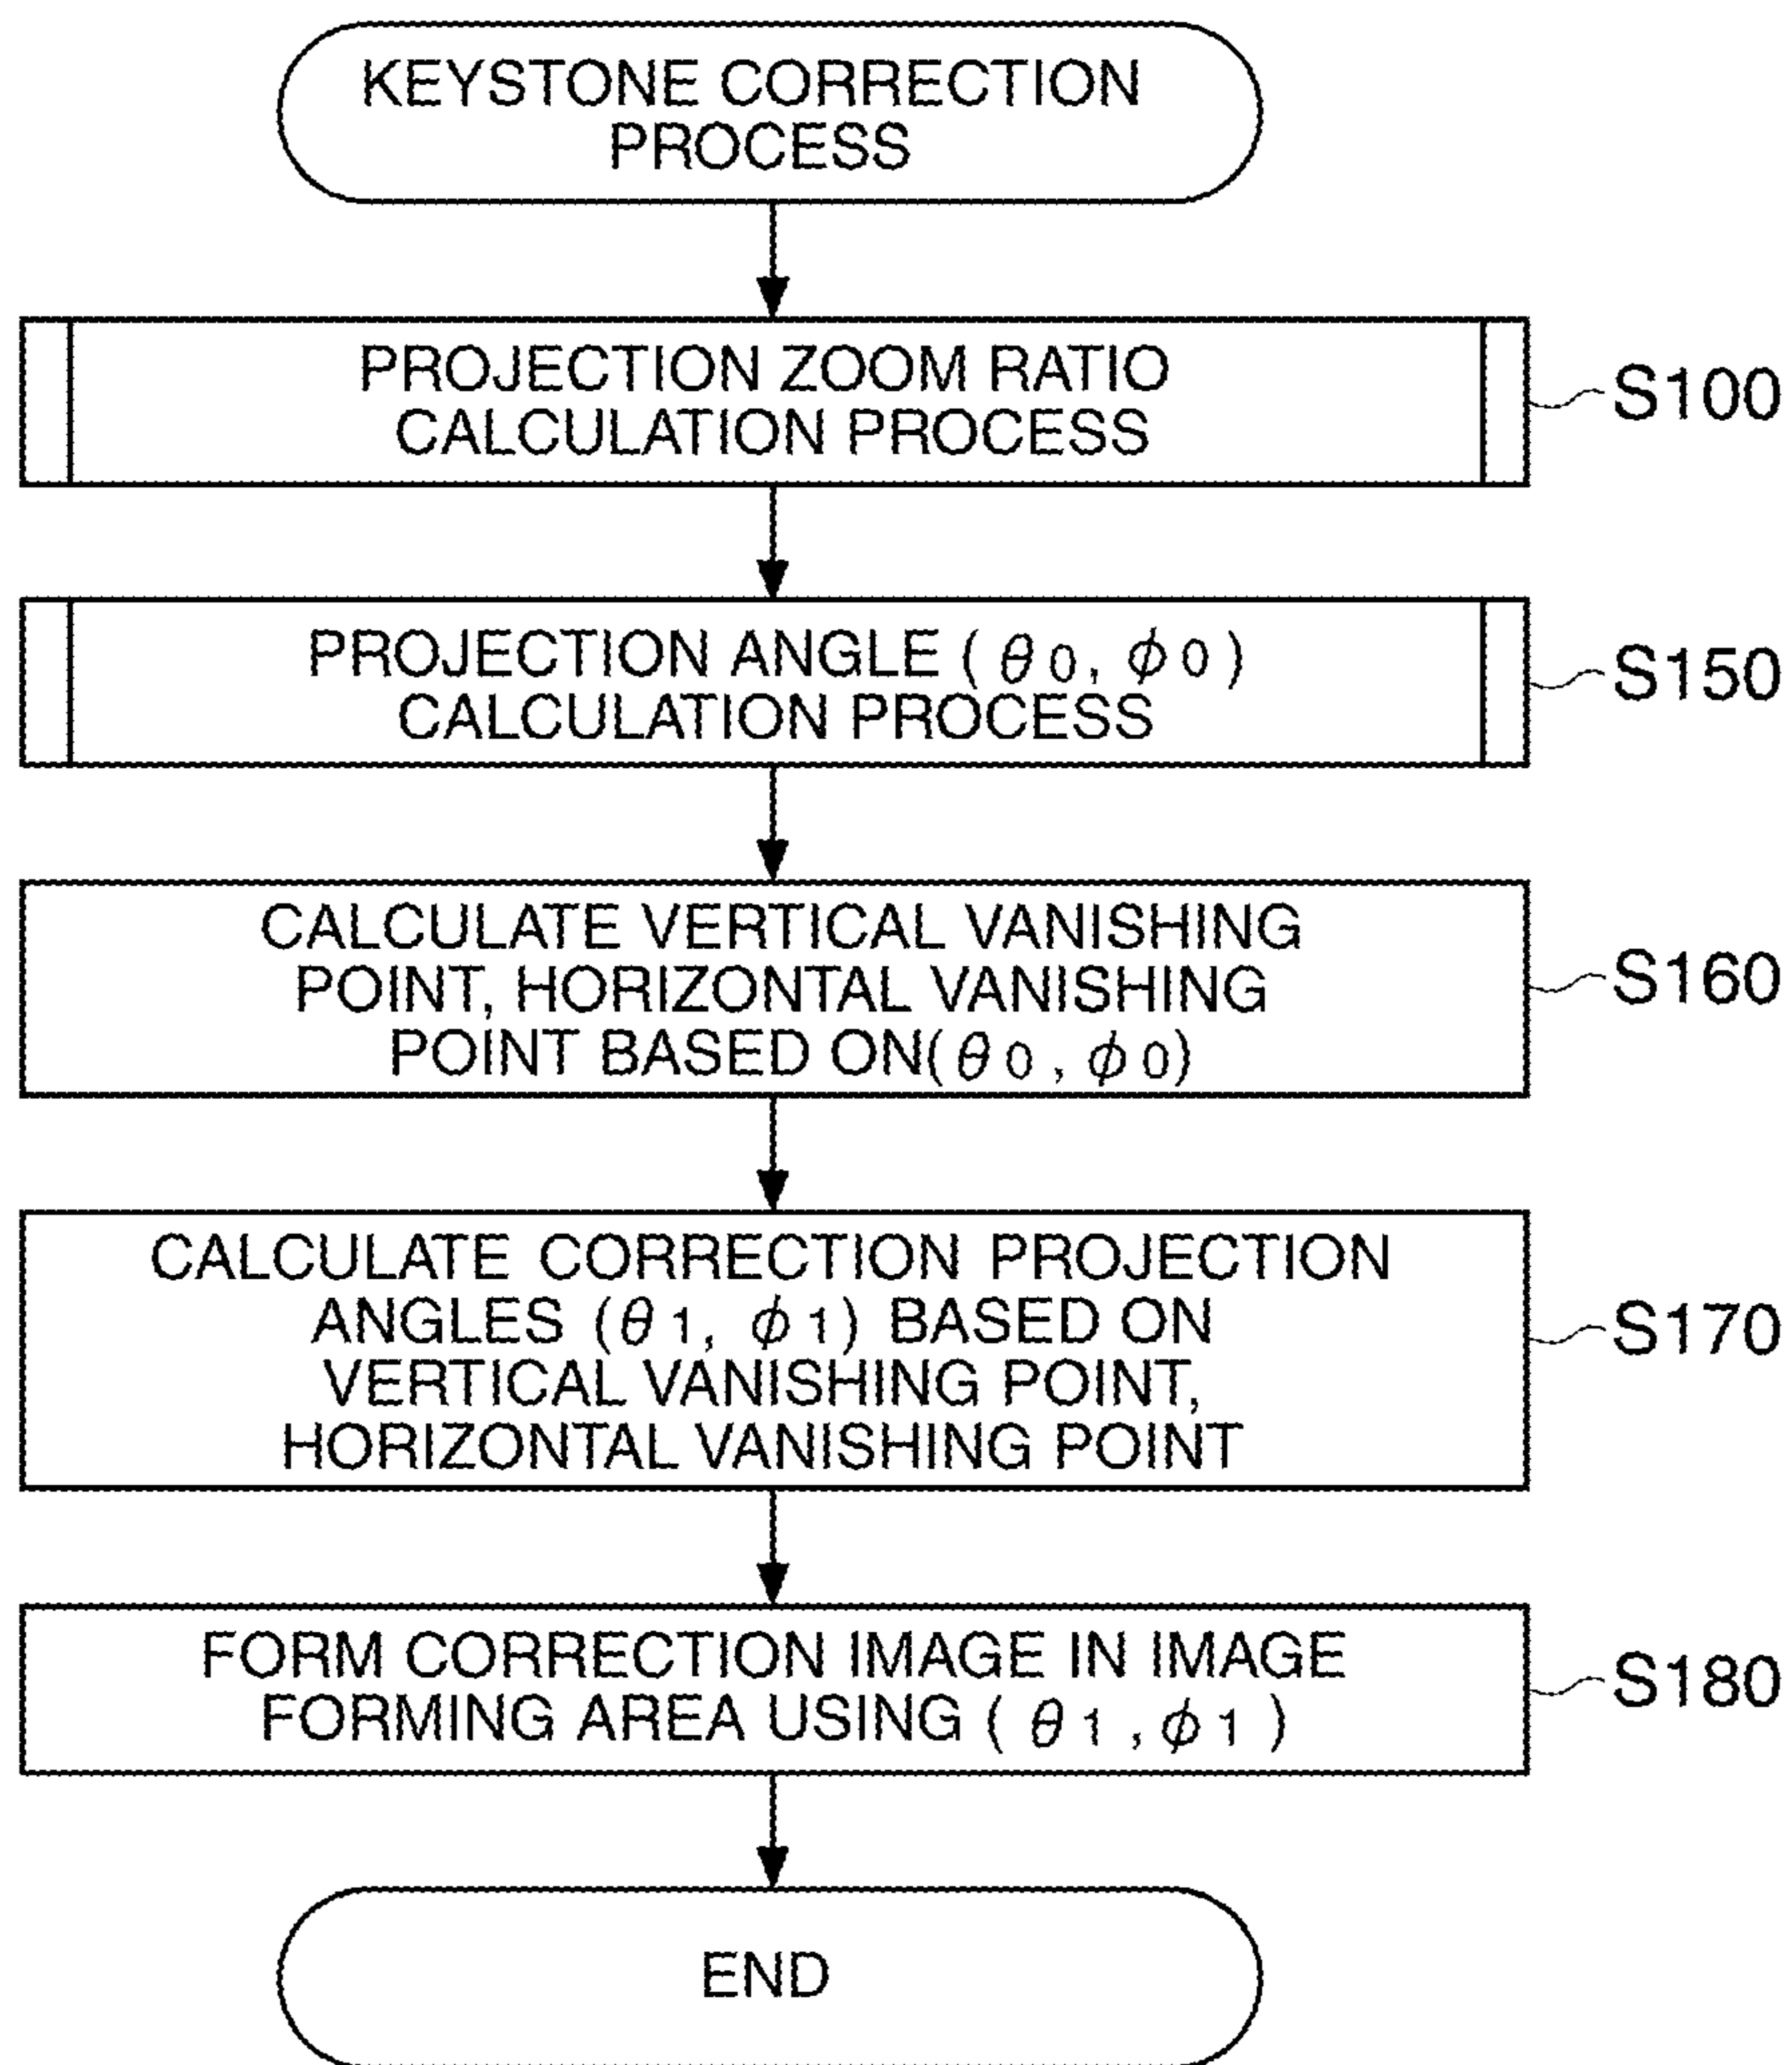 KEYSTONE CORRECTION
PROCESS
PROJECTION ZOOM RATIO
CALCULATION PROCESS
S100
PROJECTION ANGLE (θ0, φ0)
CALCULATION PROCESS
S150
CALCULATE VERTICAL VANISHING
POINT, HORIZONTAL VANISHING
POINT BASED ON(θ0, φ0)
S160
CALCULATE CORRECTION PROJECTION
ANGLES (θ1, φ1) BASED ON
VERTICAL VANISHING POINT,
HORIZONTAL VANISHING POINT
S170
FORM CORRECTION IMAGE IN IMAGE
FORMING AREA USING (θ1,φ1)
S180
END